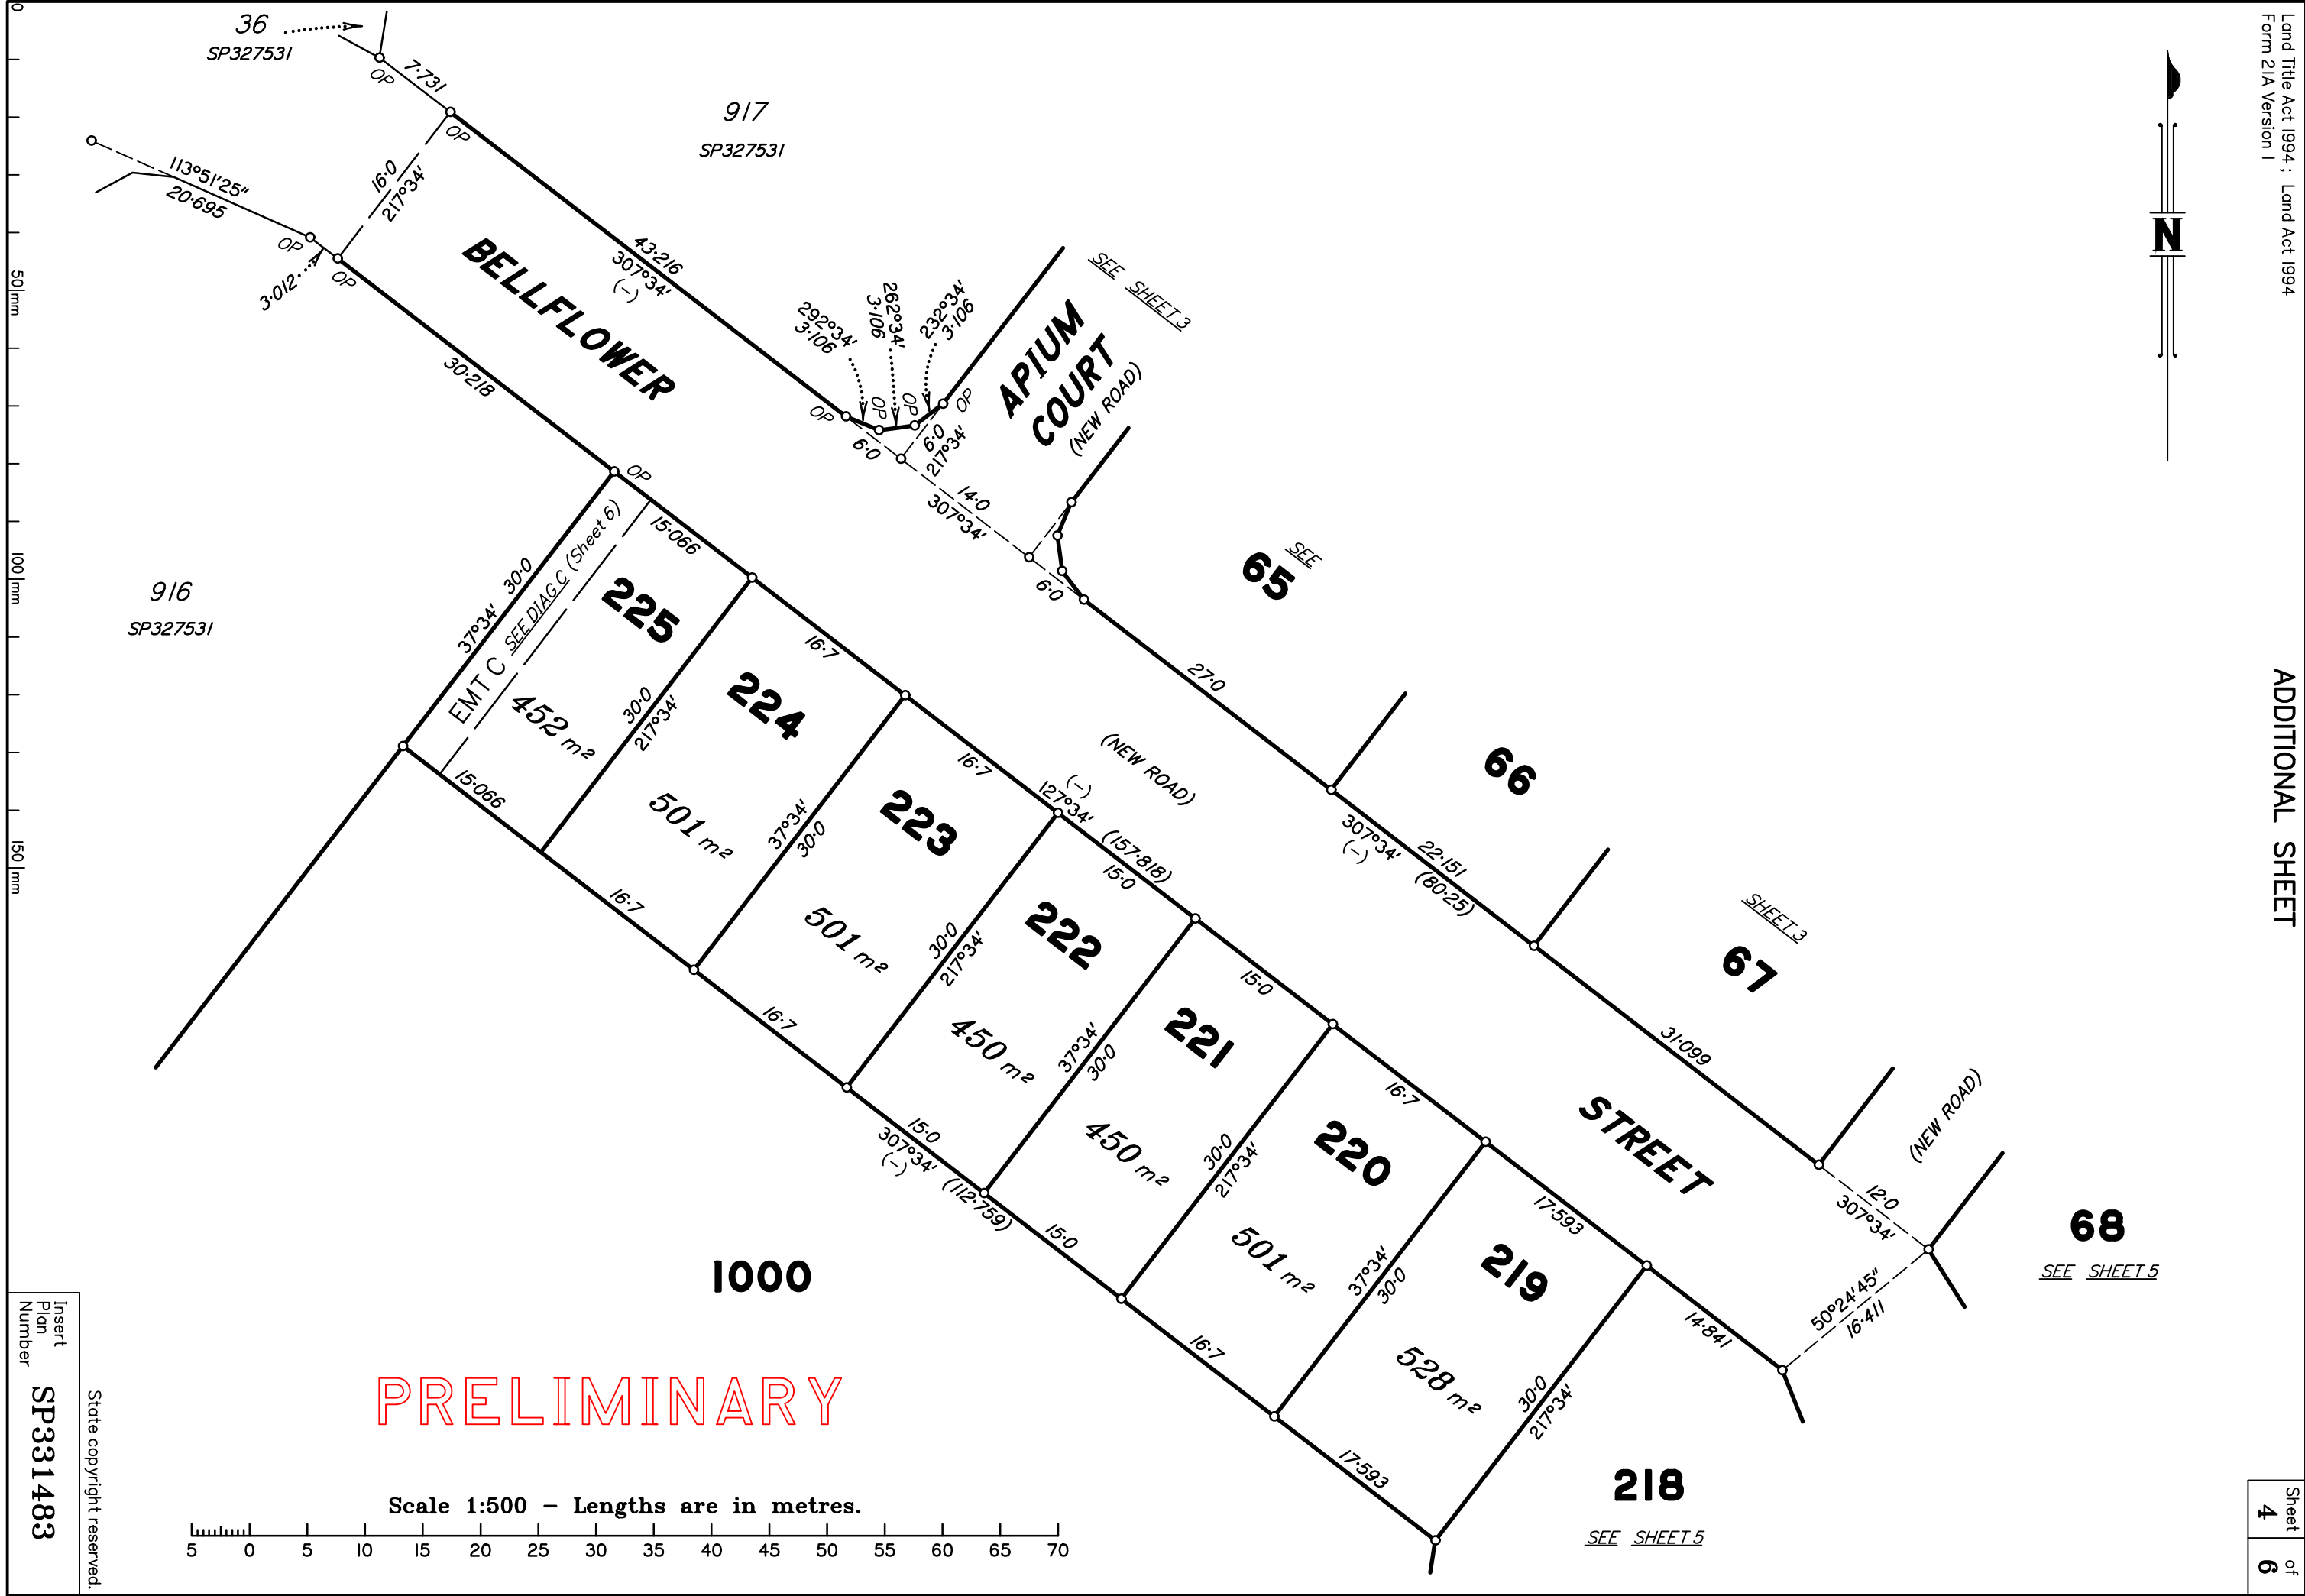 Land Title Act 1994 ; Land Act 1994
Form 21A Version 1
ADDITIONAL SHEET
Sheet
4
of
6
N
36
SP327531
OP
7·731
OP
917
SP327531
113°51'25"
20·695
16·0
217°34'
OP
3·012
OP
BELLFLOWER
43·216
307°34'
(-)
SEE SHEET 3
292°34'
3·106
262°34'
3·106
232°34'
3·106
OP
OP
OP
OP
APIUM
COURT
(NEW ROAD)
6·0
6·0
217°34'
14·0
307°34'
6·0
30·218
OP
SEE
65
27·0
66
307°34'
(-)
22·151
(80·25)
SHEET 3
67
31·099
(NEW ROAD)
12·0
307°34'
68
SEE SHEET 5
50°24'45"
16·411
(NEW ROAD)
STREET
916
SP327531
37°34'
30·0
EMT C
SEE DIAG C (Sheet 6)
15·066
225
452 m²
15·066
30·0
217°34'
16·7
224
501 m²
16·7
37°34'
30·0
16·7
223
501 m²
16·7
(-)
127°34'
(157·818)
30·0
217°34'
15·0
222
450 m²
15·0
307°34'
(-)
(112·759)
37°34'
30·0
15·0
221
450 m²
15·0
30·0
217°34'
16·7
220
501 m²
16·7
37°34'
30·0
17·593
219
528 m²
17·593
30·0
217°34'
14·841
218
SEE SHEET 5
1000
PRELIMINARY
Scale 1:500 – Lengths are in metres.
5 0 5 10 15 20 25 30 35 40 45 50 55 60 65 70
0
50 mm
100 mm
150 mm
State copyright reserved.
Insert
Plan
Number
SP331483